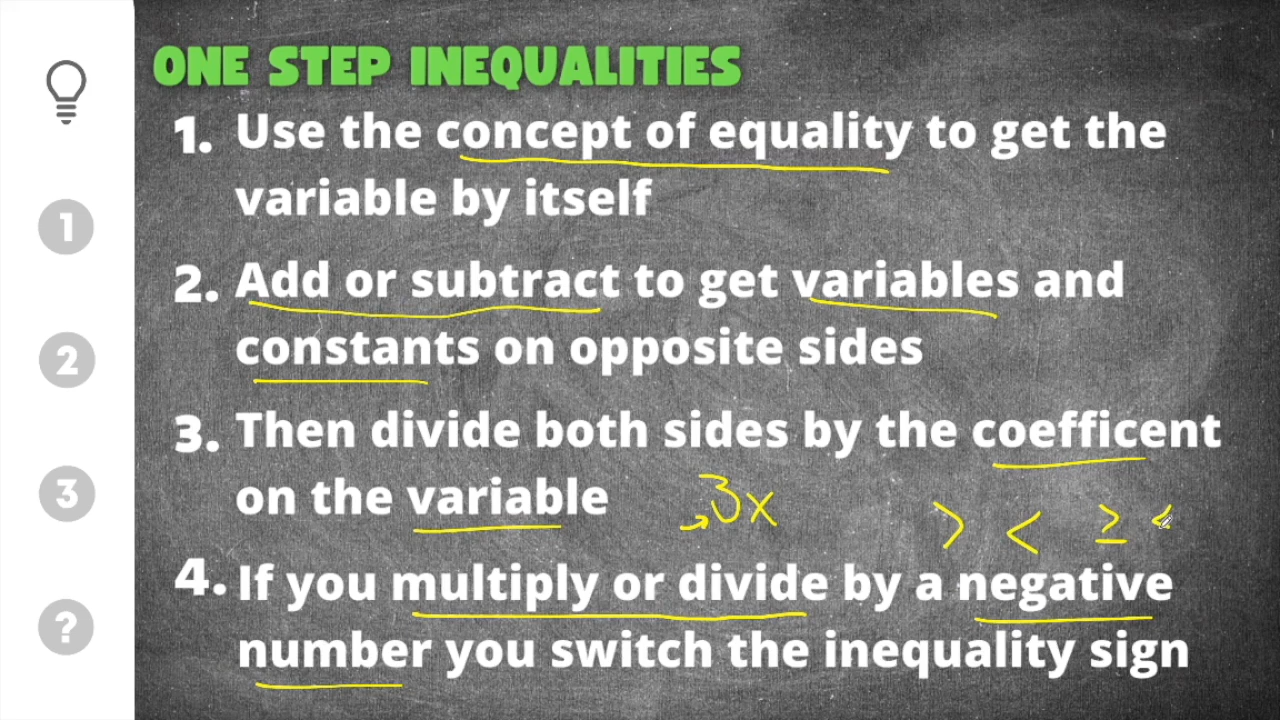 ONE STEP INEQUALITIES
1. Use the concept of equality to get the
variable by itself
2. Add or subtract to get variables and
constants on opposite sides
3. Then divide both sides by the coefficent
on the variable
3x
> < ≥ <
4. If you multiply or divide by a negative
number you switch the inequality sign
1
2
3
?